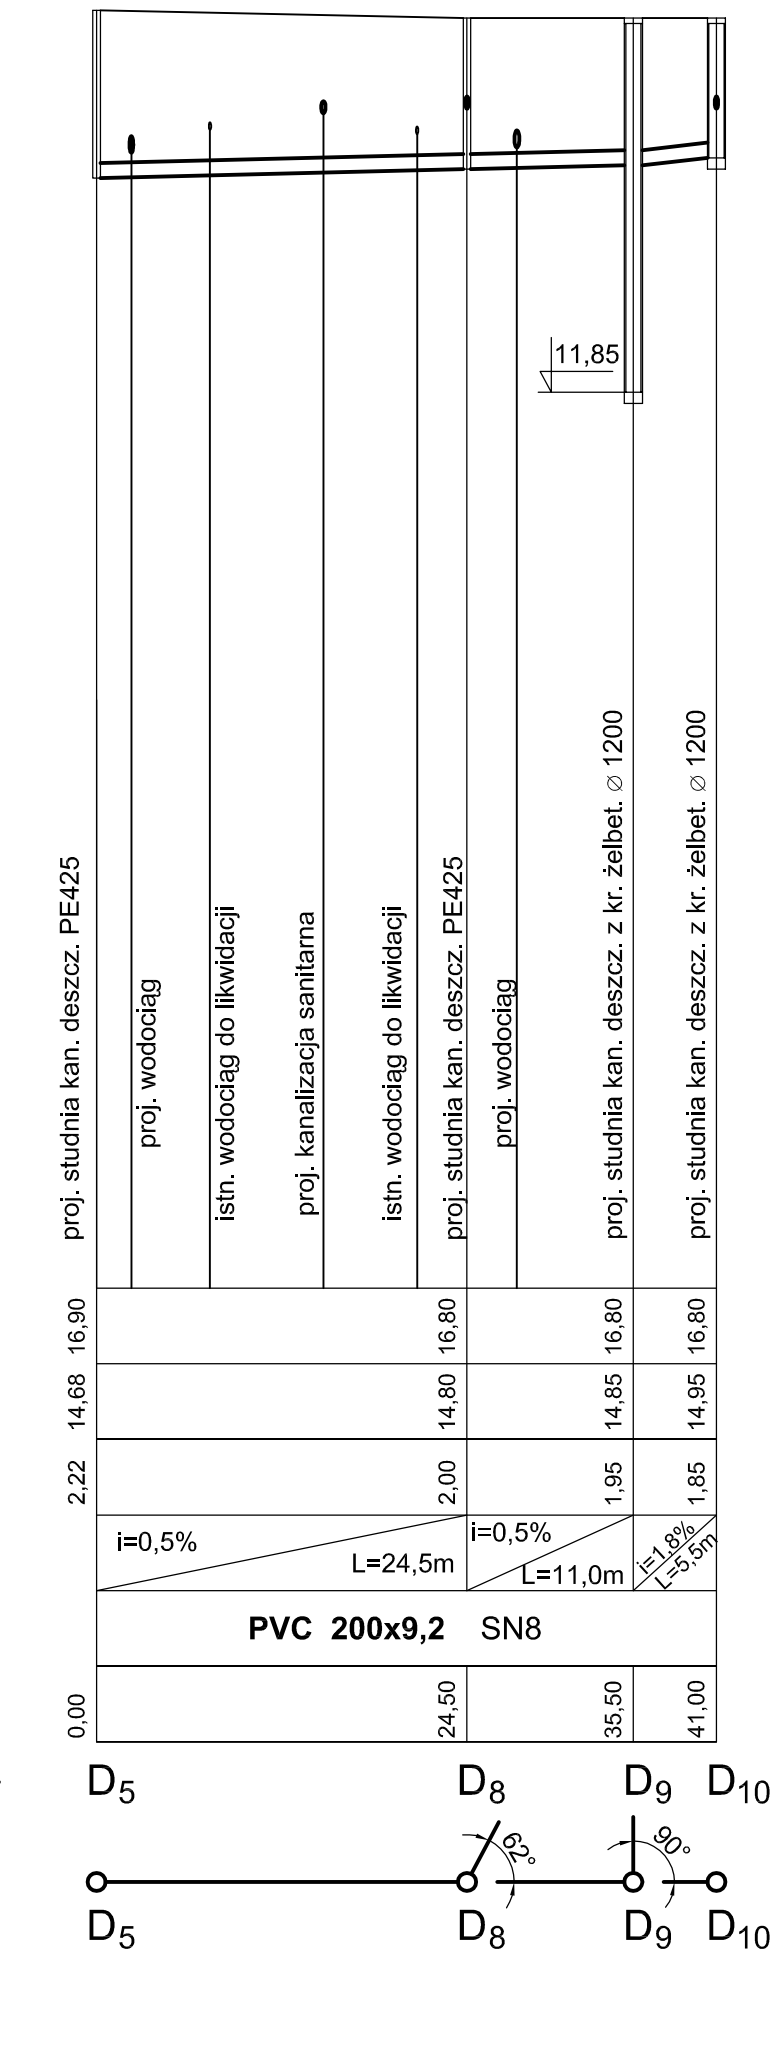 11,85
proj. studnia kan. deszcz. PE425
proj. wodociąg
istn. wodociąg do likwidacji
proj. kanalizacja sanitarna
istn. wodociąg do likwidacji
proj. studnia kan. deszcz. PE425
proj. wodociąg
proj. studnia kan. deszcz. z kr. żelbet. ⌀ 1200
proj. studnia kan. deszcz. z kr. żelbet. ⌀ 1200
16,90 16,80 16,80 16,80
14,68 14,80 14,85 14,95
2,22 2,00 1,95 1,85
i=0,5% L=24,5m i=0,5% L=11,0m i=1,8% L=5,5m
PVC 200x9,2 SN8
0,00 24,50 35,50 41,00
D5 D8 D9 D10
62° 90°
D5 D8 D9 D10